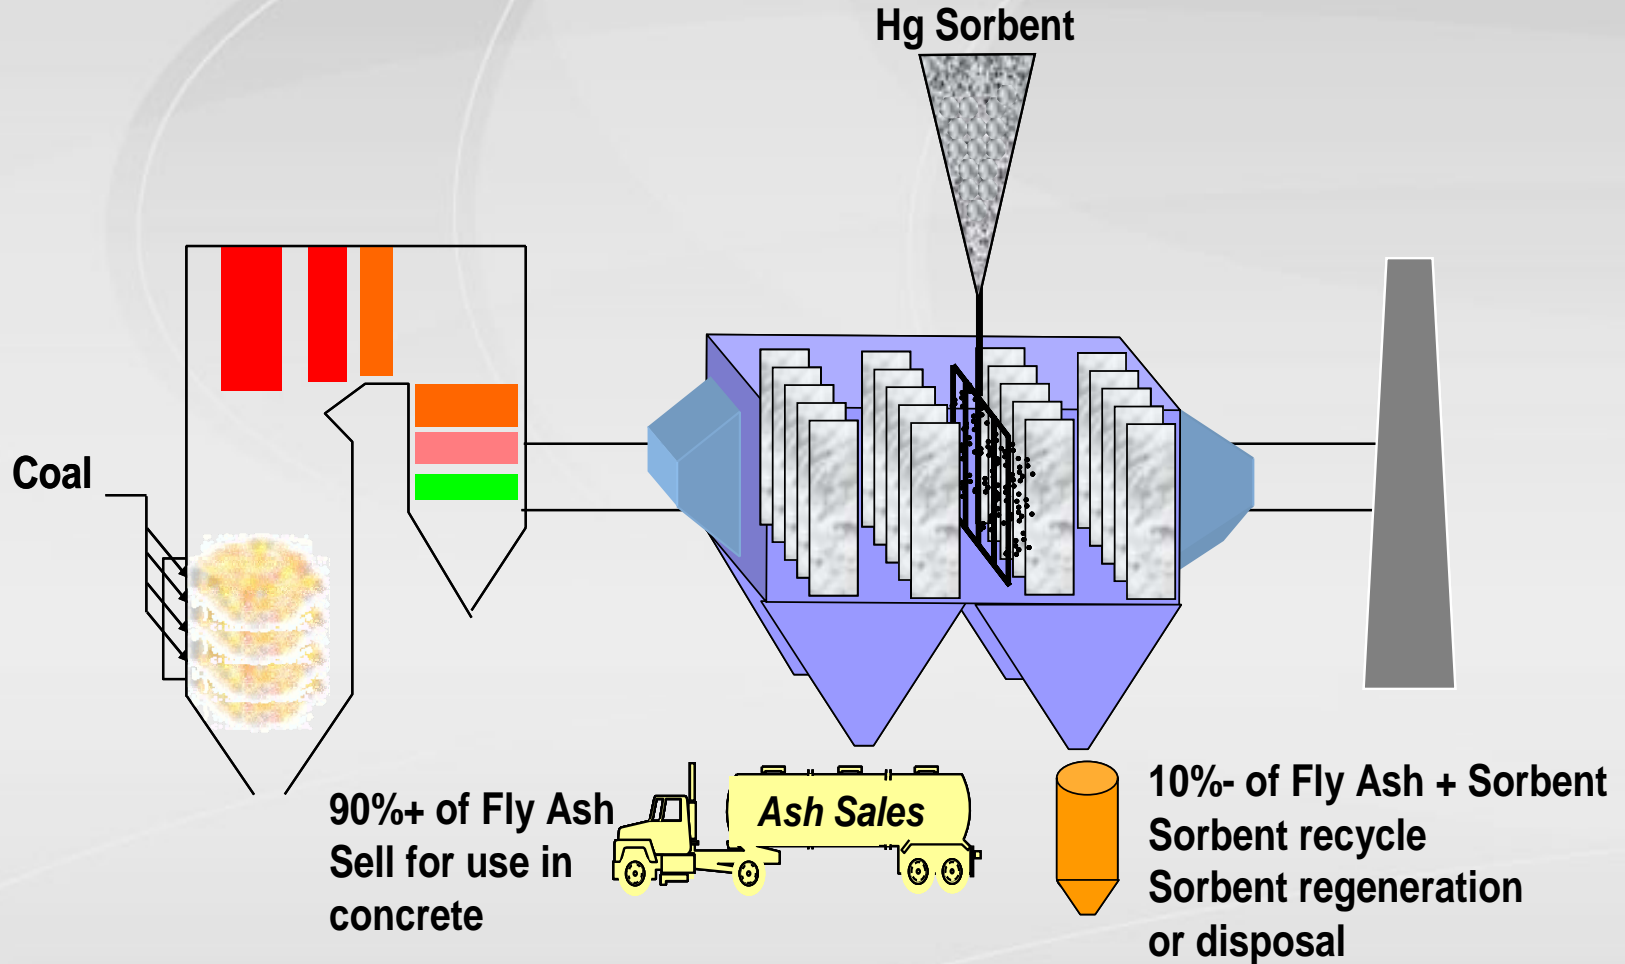 Hg Sorbent
Coal
90%+ of Fly Ash
Sell for use in
concrete
Ash Sales
10%- of Fly Ash + Sorbent
Sorbent recycle
Sorbent regeneration
or disposal